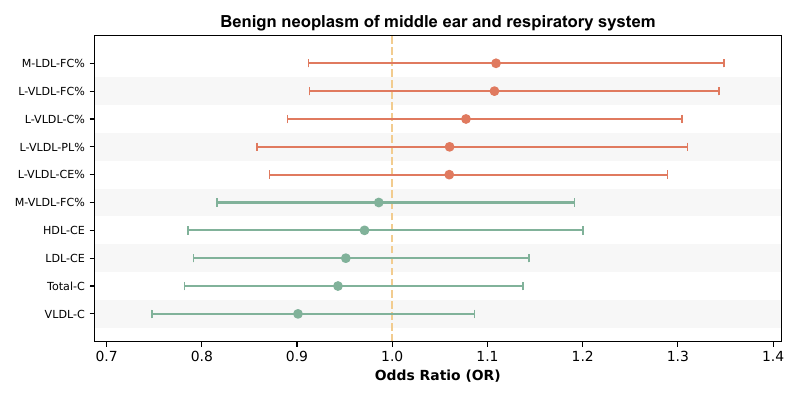 Benign neoplasm of middle ear and respiratory system
M-LDL-FC%
L-VLDL-FC%
L-VLDL-C%
L-VLDL-PL%
L-VLDL-CE%
M-VLDL-FC%
HDL-CE
LDL-CE
Total-C
VLDL-C
0.7 0.8 0.9 1.0 1.1 1.2 1.3 1.4
Odds Ratio (OR)